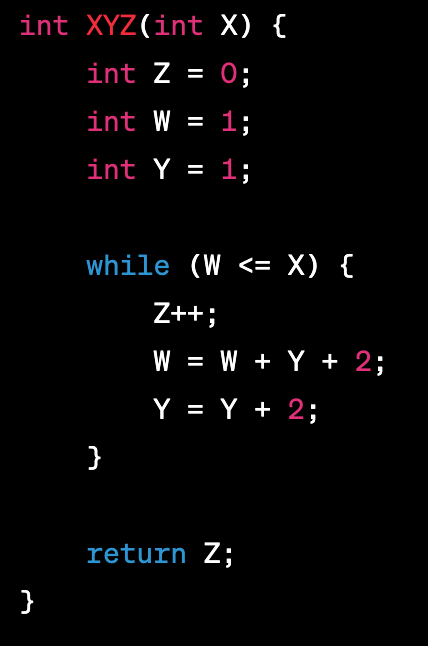 int XYZ(int X) {
    int Z = 0;
    int W = 1;
    int Y = 1;

    while (W <= X) {
        Z++;
        W = W + Y + 2;
        Y = Y + 2;
    }

    return Z;
}